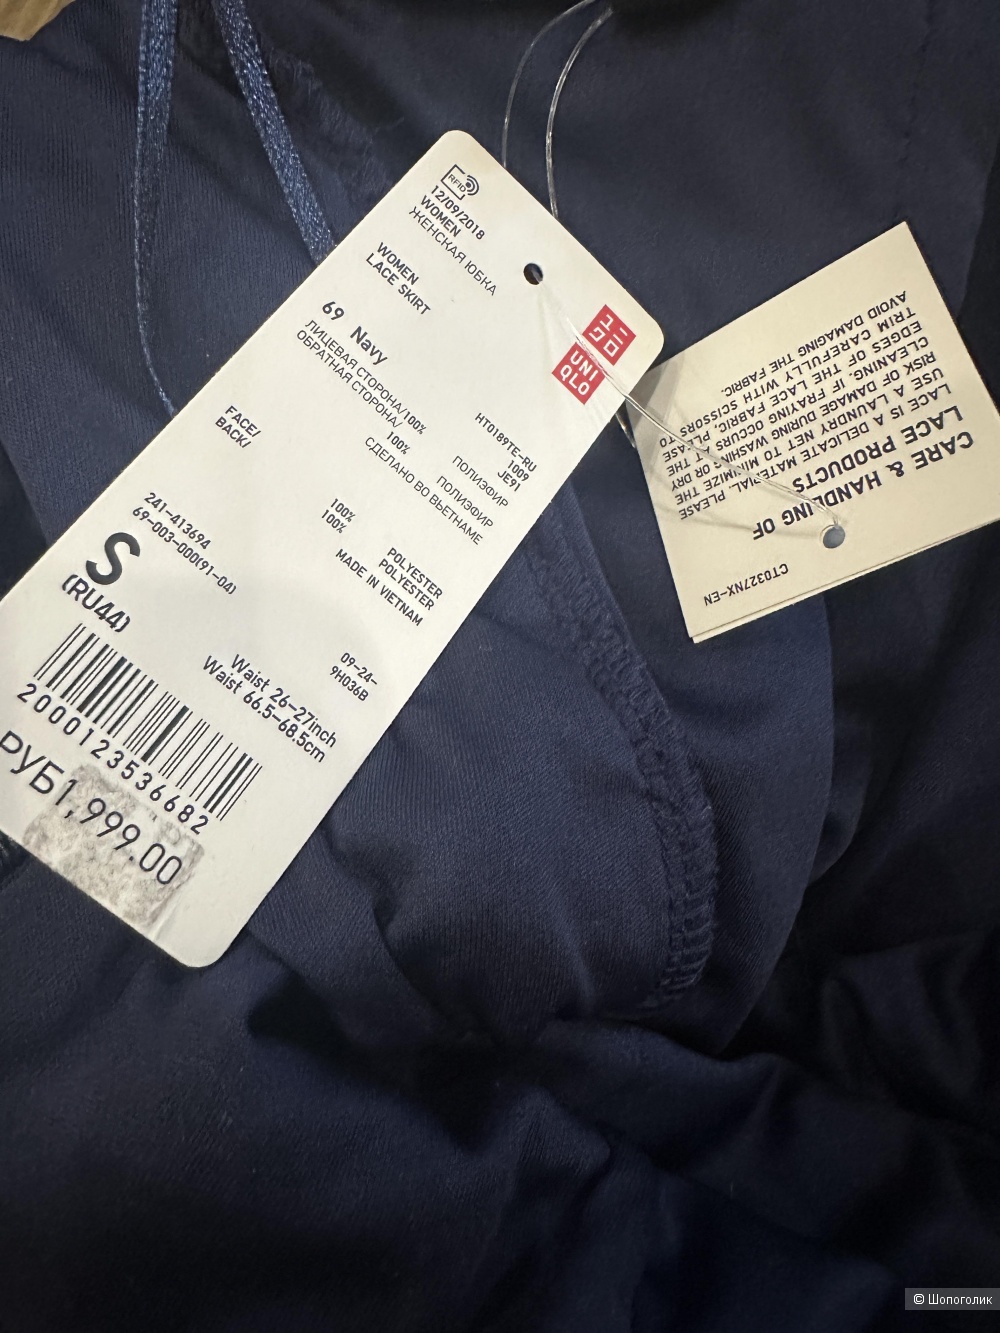 RFID
12/09/2018
WOMEN
ЖЕНСКАЯ ЮБКА
WOMEN
LACE SKIRT
69 Navy
ЛИЦЕВАЯ СТОРОНА/100%
ОБРАТНАЯ СТОРОНА/
100%
СДЕЛАНО ВО ВЬЕТНАМЕ
UNI
QLO
HT0189TE-RU
1009
JE91
ПОЛИЭФИР
ПОЛИЭФИР
FACE/
BACK/
100%
100%
POLYESTER
POLYESTER
MADE IN VIETNAM
241-413694
69-003-000(91-04)
S
(RU44)
09-24-
9H036B
Waist 26-27inch
Waist 66.5-68.5cm
2000123536682
РУБ1,999.00
CT0327NX-EN
CARE & HANDLING OF
LACE PRODUCTS
LACE IS A DELICATE MATERIAL. PLEASE
USE A LAUNDRY NET TO MINIMIZE THE
RISK OF DAMAGE DURING WASHING OR DRY
CLEANING. IF FRAYING OCCURS AT THE
EDGES OF THE LACE FABRIC, PLEASE
TRIM CAREFULLY WITH SCISSORS TO
AVOID DAMAGING THE FABRIC.
© Шопоголик